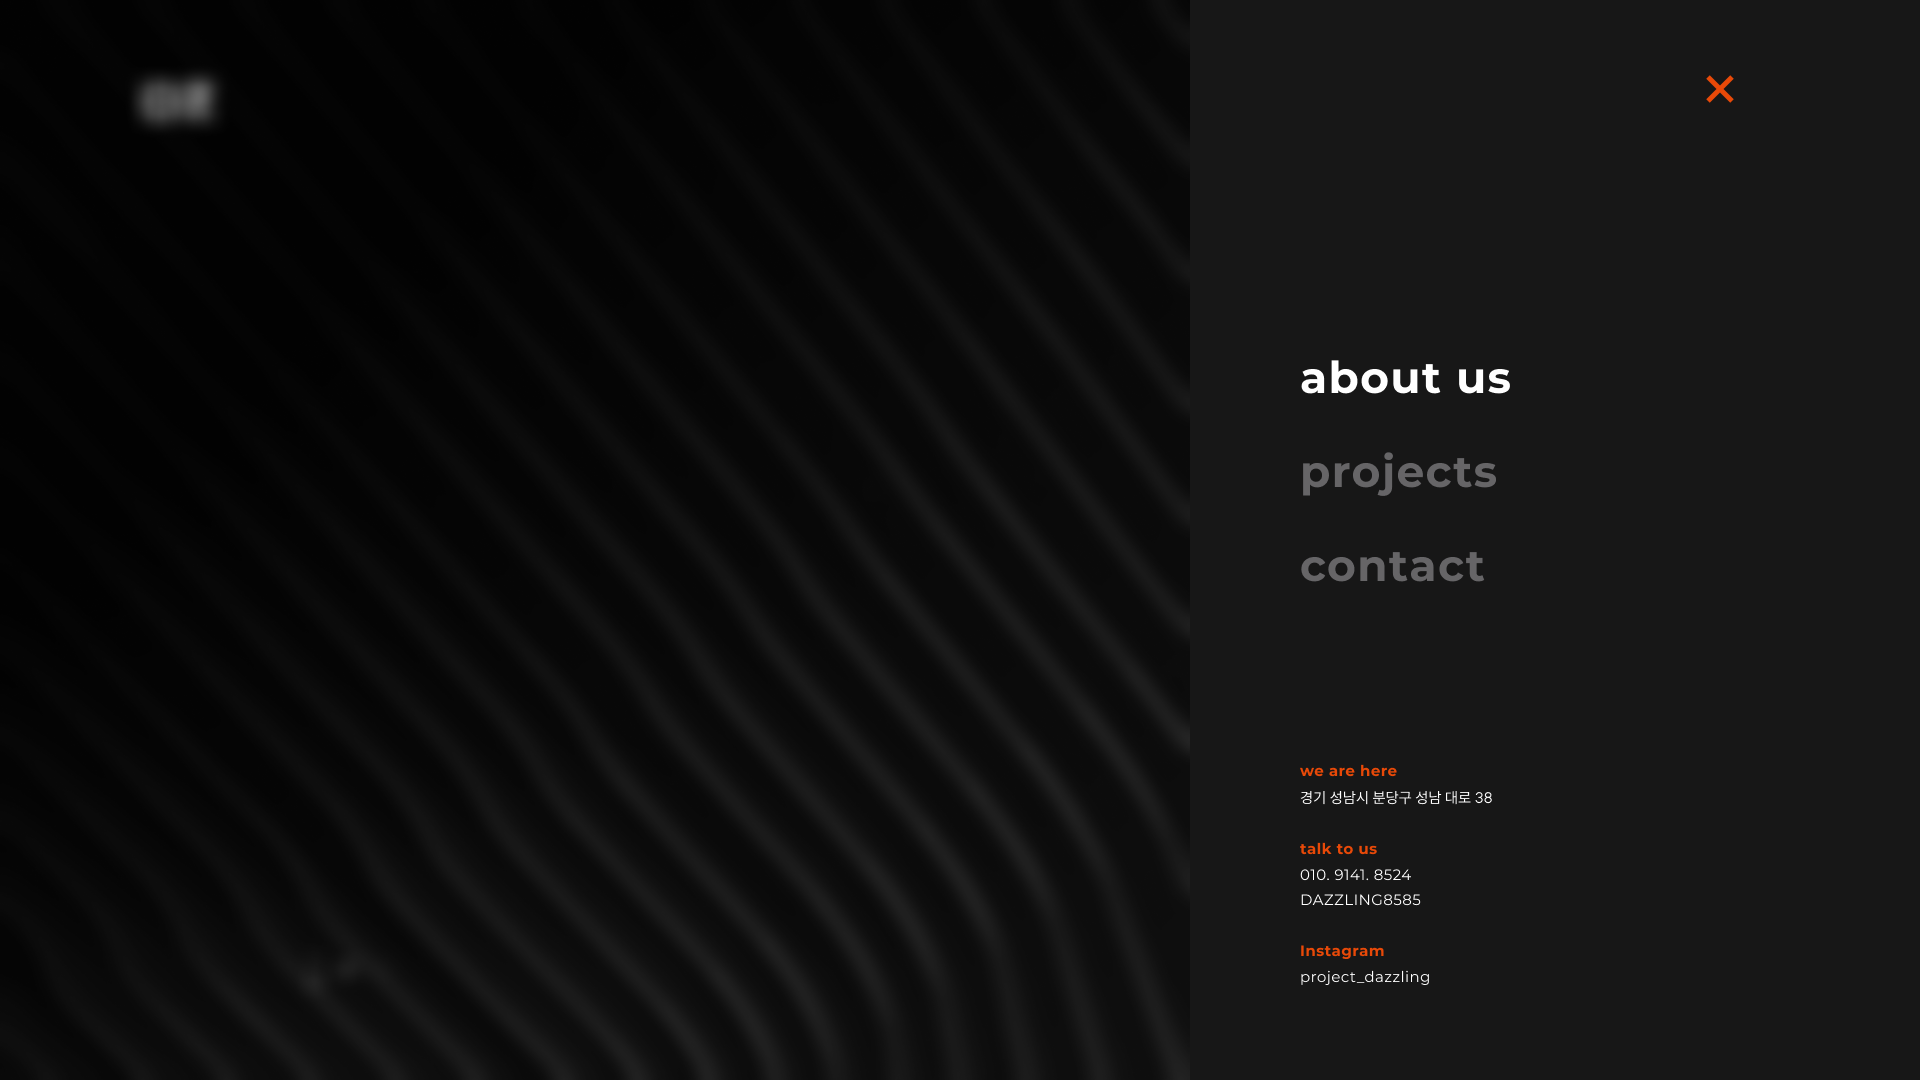 about us
projects
contact
we are here
경기 성남시 분당구 성남 대로 38
talk to us
010. 9141. 8524
DAZZLING8585
Instagram
project_dazzling